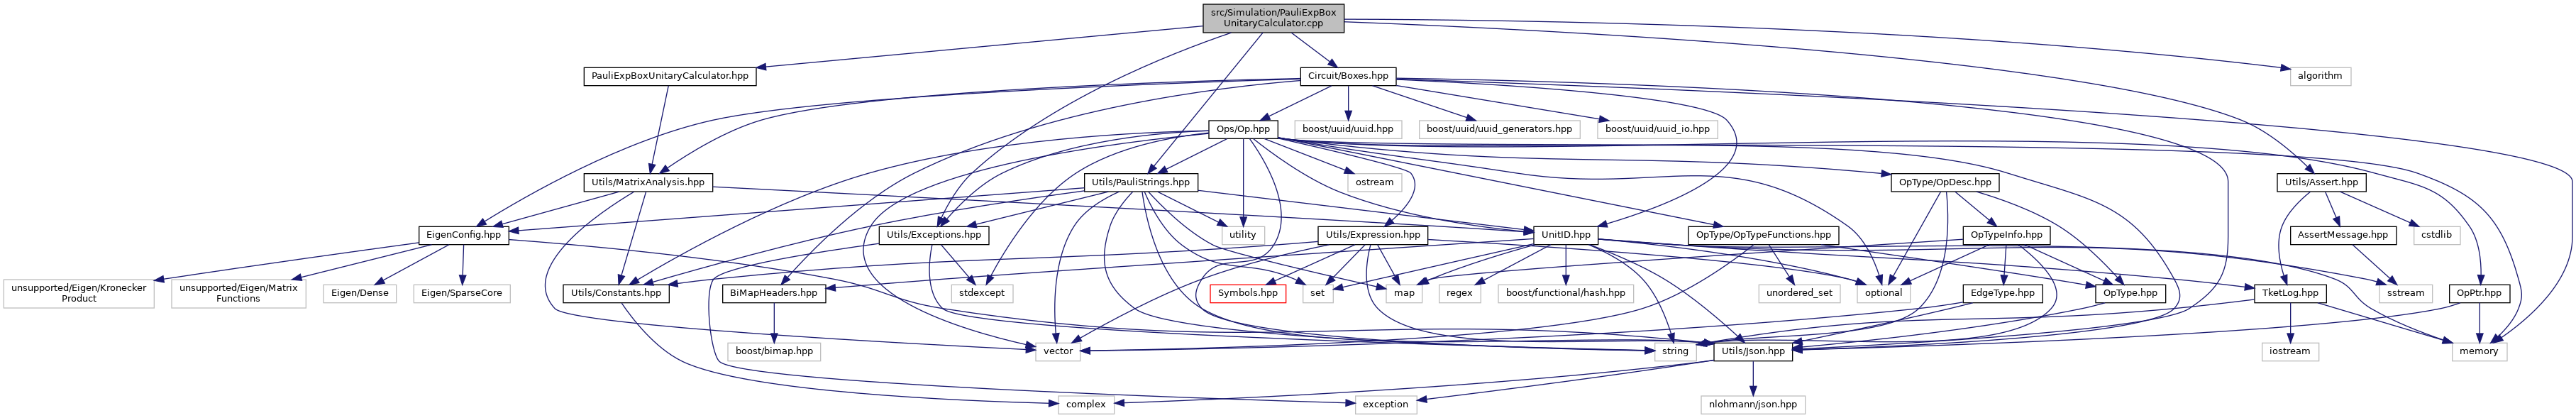 src/Simulation/PauliExpBox
UnitaryCalculator.cpp
PauliExpBoxUnitaryCalculator.hpp
Circuit/Boxes.hpp
algorithm
Ops/Op.hpp
boost/uuid/uuid.hpp
boost/uuid/uuid_generators.hpp
boost/uuid/uuid_io.hpp
Utils/MatrixAnalysis.hpp
Utils/PauliStrings.hpp
ostream
OpType/OpDesc.hpp
Utils/Assert.hpp
EigenConfig.hpp
Utils/Exceptions.hpp
utility
Utils/Expression.hpp
UnitID.hpp
OpType/OpTypeFunctions.hpp
OpTypeInfo.hpp
AssertMessage.hpp
cstdlib
unsupported/Eigen/Kronecker
Product
unsupported/Eigen/Matrix
Functions
Eigen/Dense
Eigen/SparseCore
Utils/Constants.hpp
BiMapHeaders.hpp
stdexcept
Symbols.hpp
set
map
regex
boost/functional/hash.hpp
unordered_set
optional
EdgeType.hpp
OpType.hpp
TketLog.hpp
sstream
OpPtr.hpp
boost/bimap.hpp
vector
string
Utils/Json.hpp
iostream
memory
complex
exception
nlohmann/json.hpp